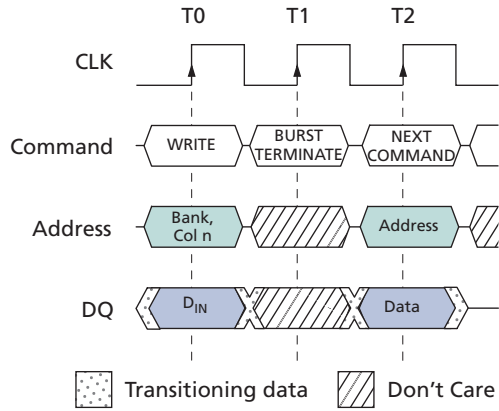 T0 T1 T2
CLK
Command WRITE BURST TERMINATE NEXT COMMAND
Address Bank, Col n Address
DQ DIN Data
Transitioning data Don't Care